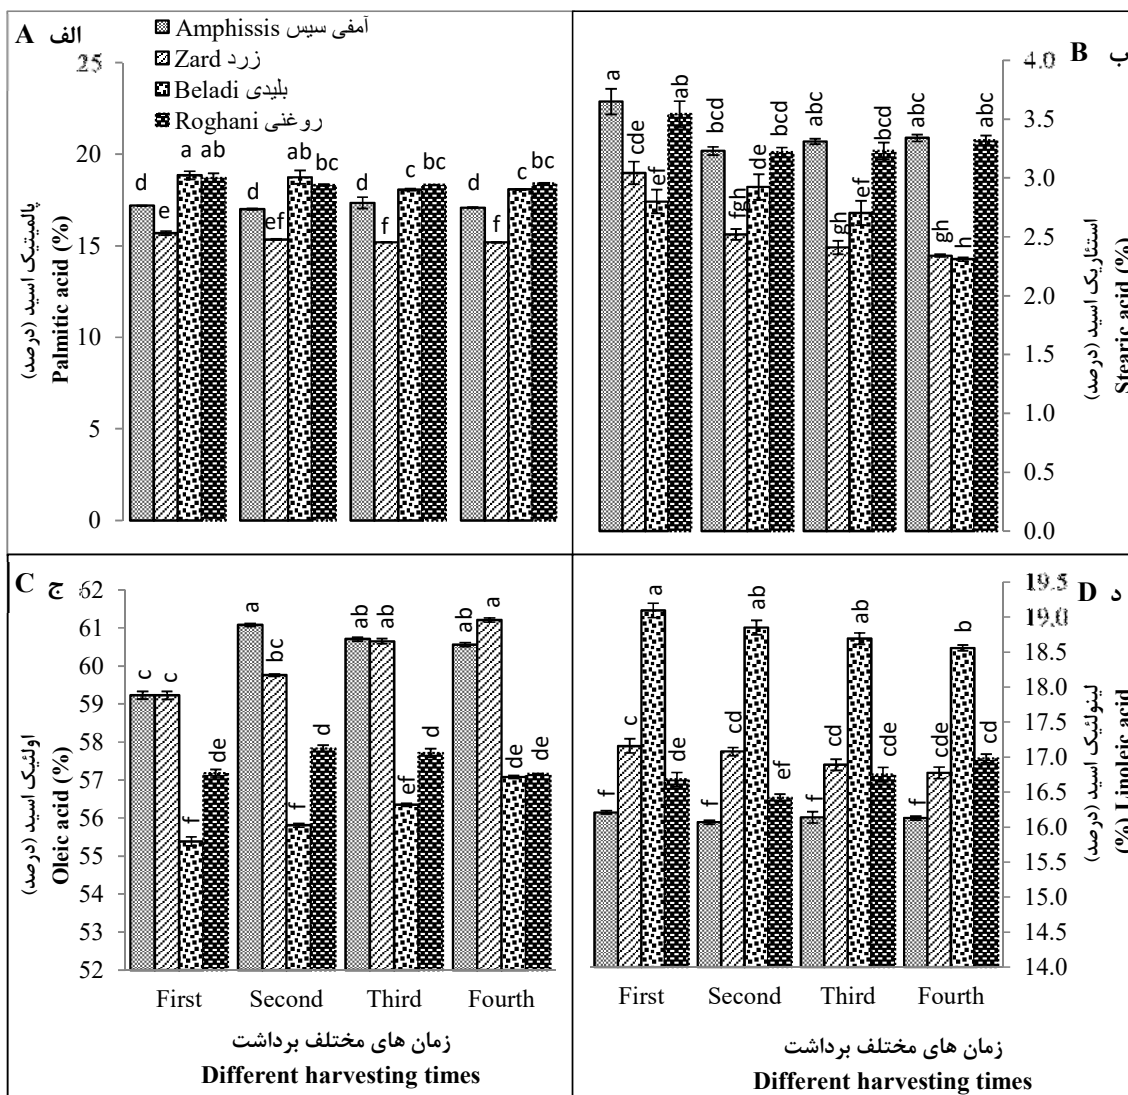 A الف
Amphissis آمفی سیس
Zard زرد
Beladi بلیدی
Roghani روغنی
25
20
15
10
5
0
پالمیتیک اسید (درصد)
Palmitic acid (%)
d e a ab
d ef ab bc
d f c bc
d f c bc
B ب
4.0
3.5
3.0
2.5
2.0
1.5
1.0
0.5
0.0
استئاریک اسید (درصد)
Stearic acid (%)
a cde ef ab
bcd fgh de bcd
abc gh ef bcd
abc gh h abc
C ج
62
61
60
59
58
57
56
55
54
53
52
اولئیک اسید (درصد)
Oleic acid (%)
c c f de
a bc f d
ab ab ef d
ab a de de
First Second Third Fourth
زمان های مختلف برداشت
Different harvesting times
D د
19.5
19.0
18.5
18.0
17.5
17.0
16.5
16.0
15.5
15.0
14.5
14.0
لینولئیک اسید (درصد)
(%) Linoleic acid
f c a de
f cd ab ef
f cd ab cde
f cde b cd
First Second Third Fourth
زمان های مختلف برداشت
Different harvesting times